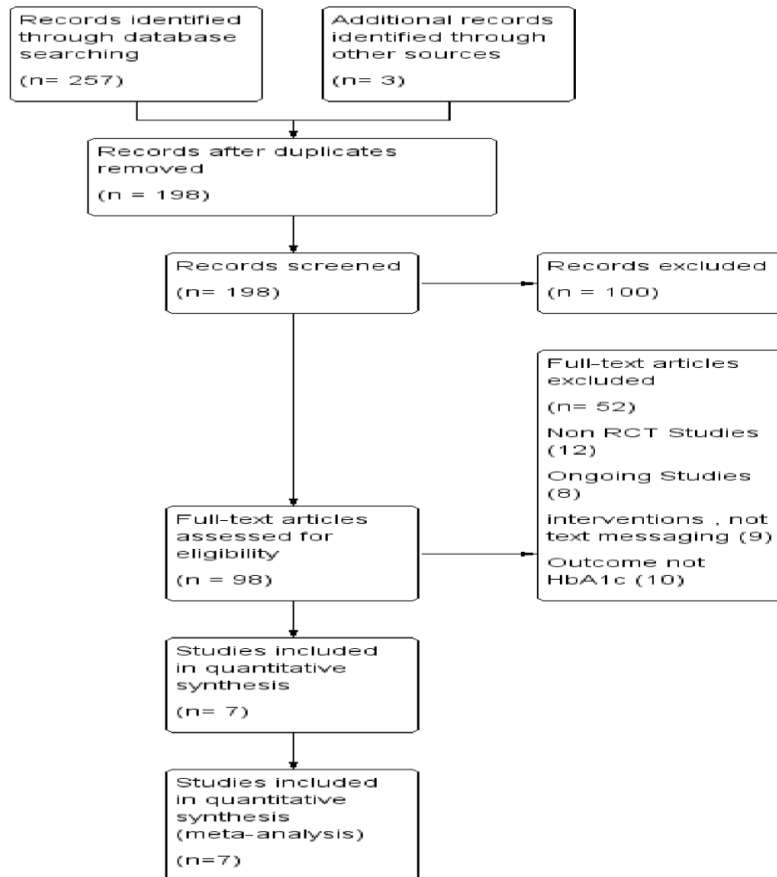 Records identified
through database
searching
(n= 257)
Additional records
identified through
other sources
(n= 3)
Records after duplicates
removed
(n = 198)
Records screened
(n= 198)
Records excluded
(n = 100)
Full-text articles
excluded
(n= 52)
Non RCT Studies
(12)
Ongoing Studies
(8)
interventions , not
text messaging (9)
Outcome not
HbA1c (10)
Full-text articles
assessed for
eligibility
(n = 98)
Studies included
in quantitative
synthesis
(n= 7)
Studies included
in quantitative
synthesis
(meta-analysis)
(n=7)